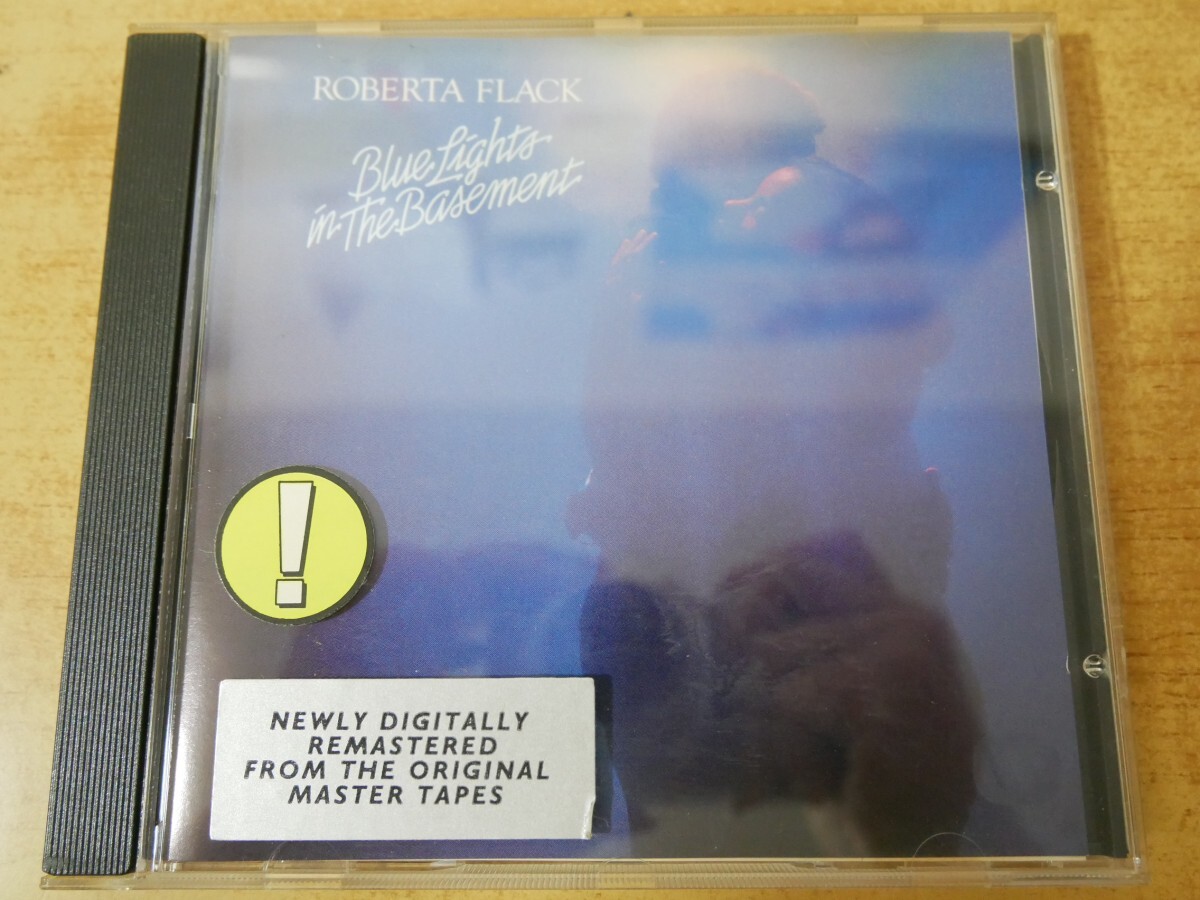 ROBERTA FLACK
Blue Lights
in The Basement
!
NEWLY DIGITALLY
REMASTERED
FROM THE ORIGINAL
MASTER TAPES